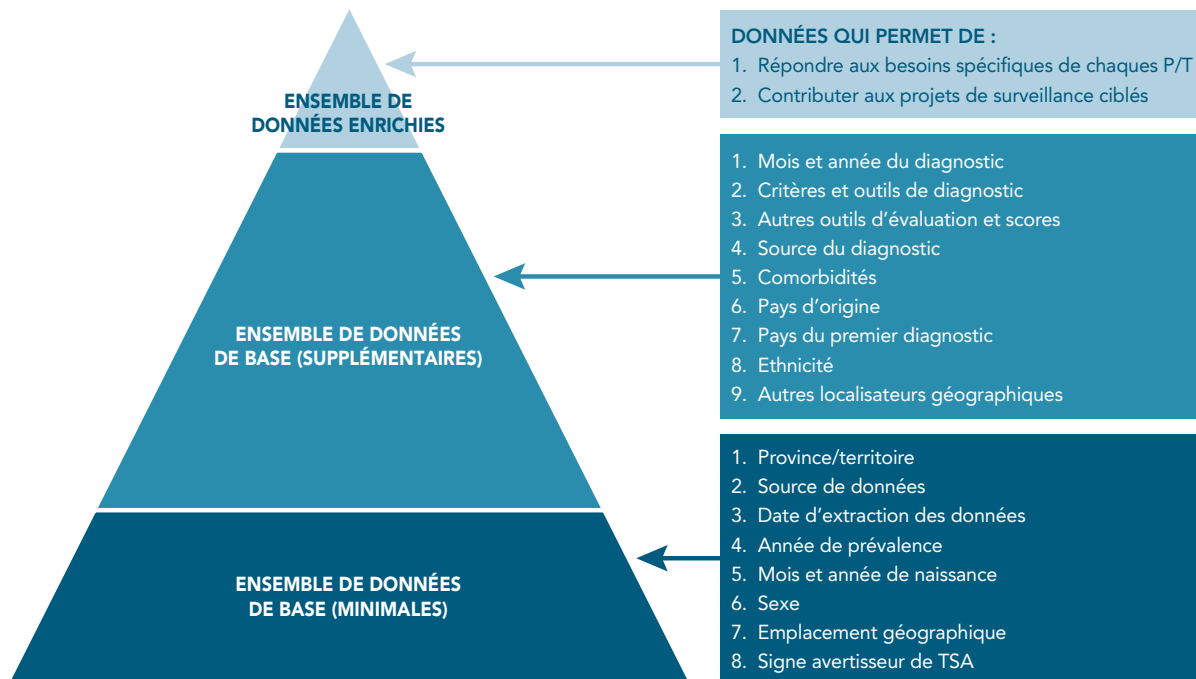 ENSEMBLE DE
DONNÉES ENRICHIES
DONNÉES QUI PERMET DE :
1. Répondre aux besoins spécifiques de chaques P/T
2. Contributer aux projets de surveillance ciblés
ENSEMBLE DE DONNÉES
DE BASE (SUPPLÉMENTAIRES)
1. Mois et année du diagnostic
2. Critères et outils de diagnostic
3. Autres outils d’évaluation et scores
4. Source du diagnostic
5. Comorbidités
6. Pays d’origine
7. Pays du premier diagnostic
8. Ethnicité
9. Autres localisateurs géographiques
ENSEMBLE DE DONNÉES
DE BASE (MINIMALES)
1. Province/territoire
2. Source de données
3. Date d’extraction des données
4. Année de prévalence
5. Mois et année de naissance
6. Sexe
7. Emplacement géographique
8. Signe avertisseur de TSA